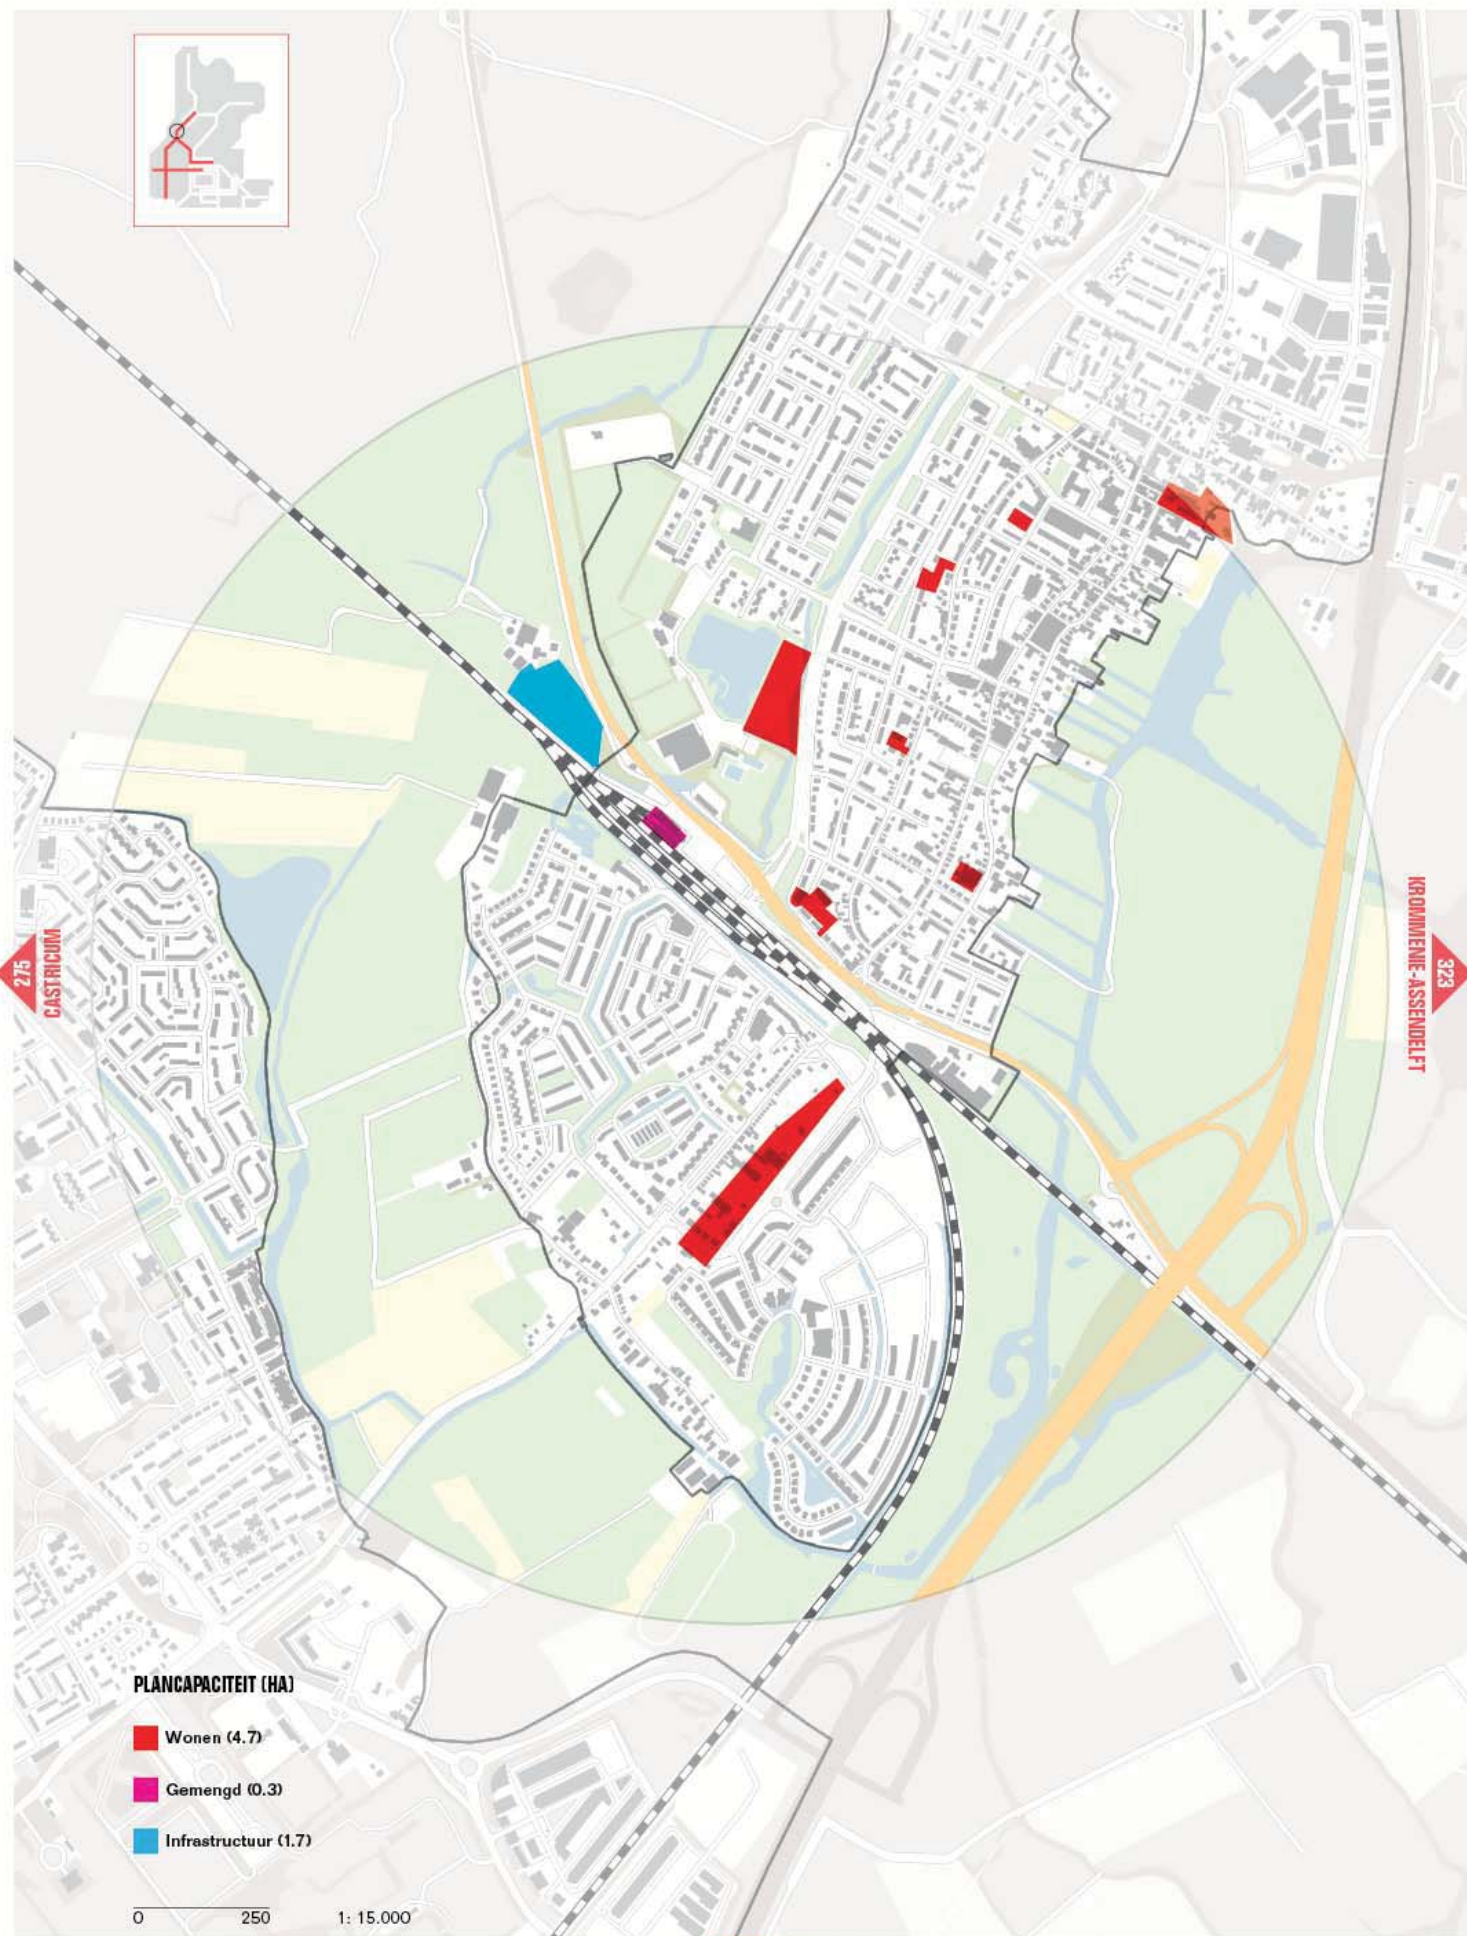 275
CASTRICUM
323
KROMMENIE-ASSENDELFT
PLANCAPACITEIT (HA)
Wonen (4.7)
Gemengd (0.3)
Infrastructuur (1.7)
0 250 1: 15.000